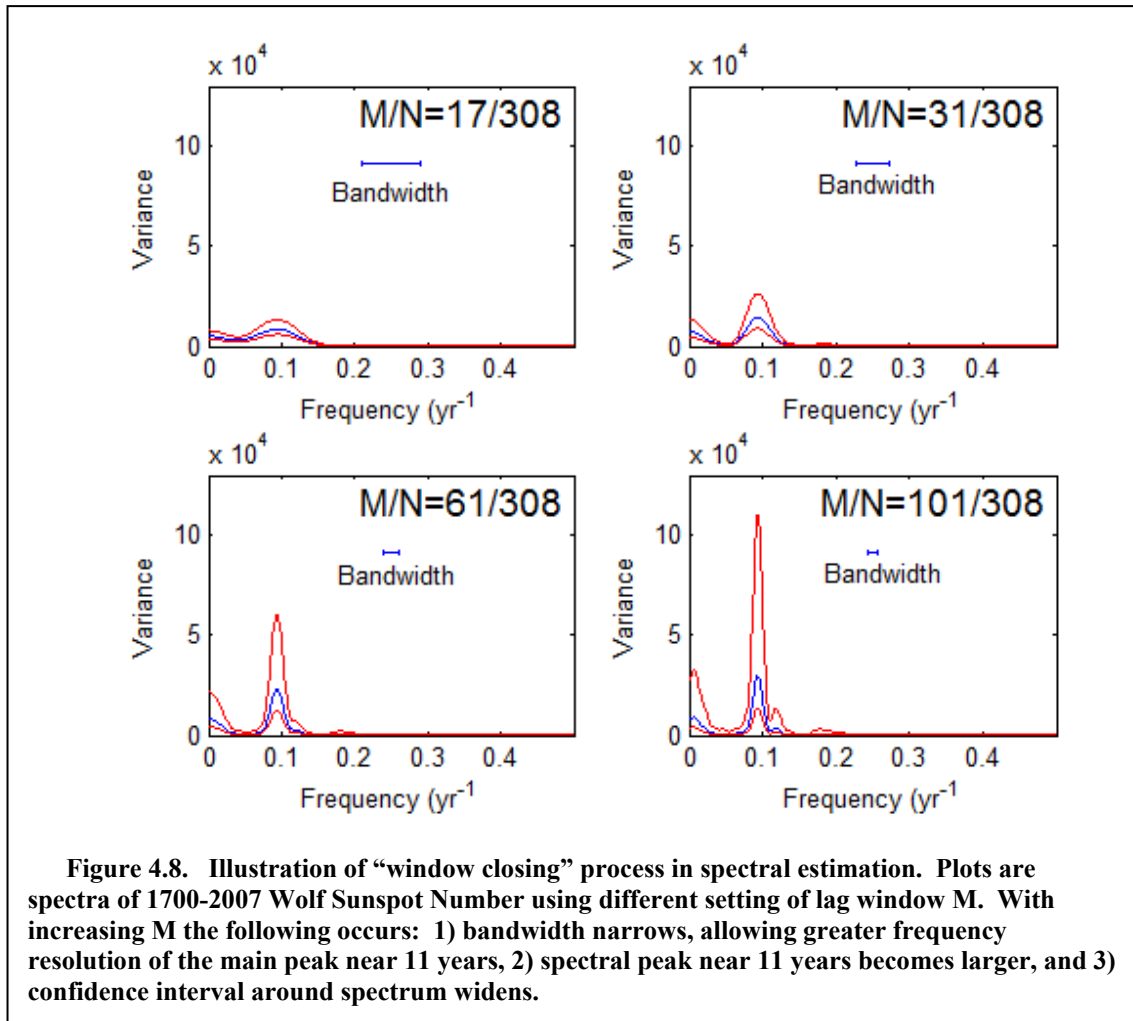 x 10^4
M/N=17/308
10
5
0
Variance
Bandwidth
0 0.1 0.2 0.3 0.4
Frequency (yr^-1
x 10^4
M/N=31/308
10
5
0
Variance
Bandwidth
0 0.1 0.2 0.3 0.4
Frequency (yr^-1
x 10^4
M/N=61/308
10
5
0
Variance
Bandwidth
0 0.1 0.2 0.3 0.4
Frequency (yr^-1
x 10^4
M/N=101/308
10
5
0
Variance
Bandwidth
0 0.1 0.2 0.3 0.4
Frequency (yr^-1
Figure 4.8. Illustration of “window closing” process in spectral estimation. Plots are
spectra of 1700-2007 Wolf Sunspot Number using different setting of lag window M. With
increasing M the following occurs: 1) bandwidth narrows, allowing greater frequency
resolution of the main peak near 11 years, 2) spectral peak near 11 years becomes larger, and 3)
confidence interval around spectrum widens.